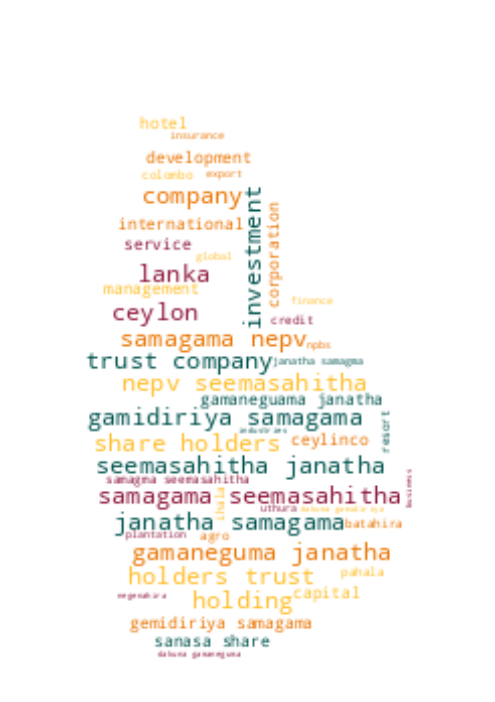 hotel
insurance
development
colombo export
company
investment
corporation
international
service
global
lanka
management
finance
ceylon
credit
samagama nepv
npbs
trust company
janatha samagma
nepv seemasahitha
gamaneguama janatha
gamidiriya samagama
resort
industries
share holders
ceylinco
seemasahitha janatha
samagma seemasahitha
business
samagama seemasahitha
ihala
uthura
dakuna gamidiriya
janatha samagama
batahira
plantation
agro
gamaneguma janatha
holders trust
pahala
negenahira
holding
capital
gemidiriya samagama
sanasa share
dakuna gamaneguma